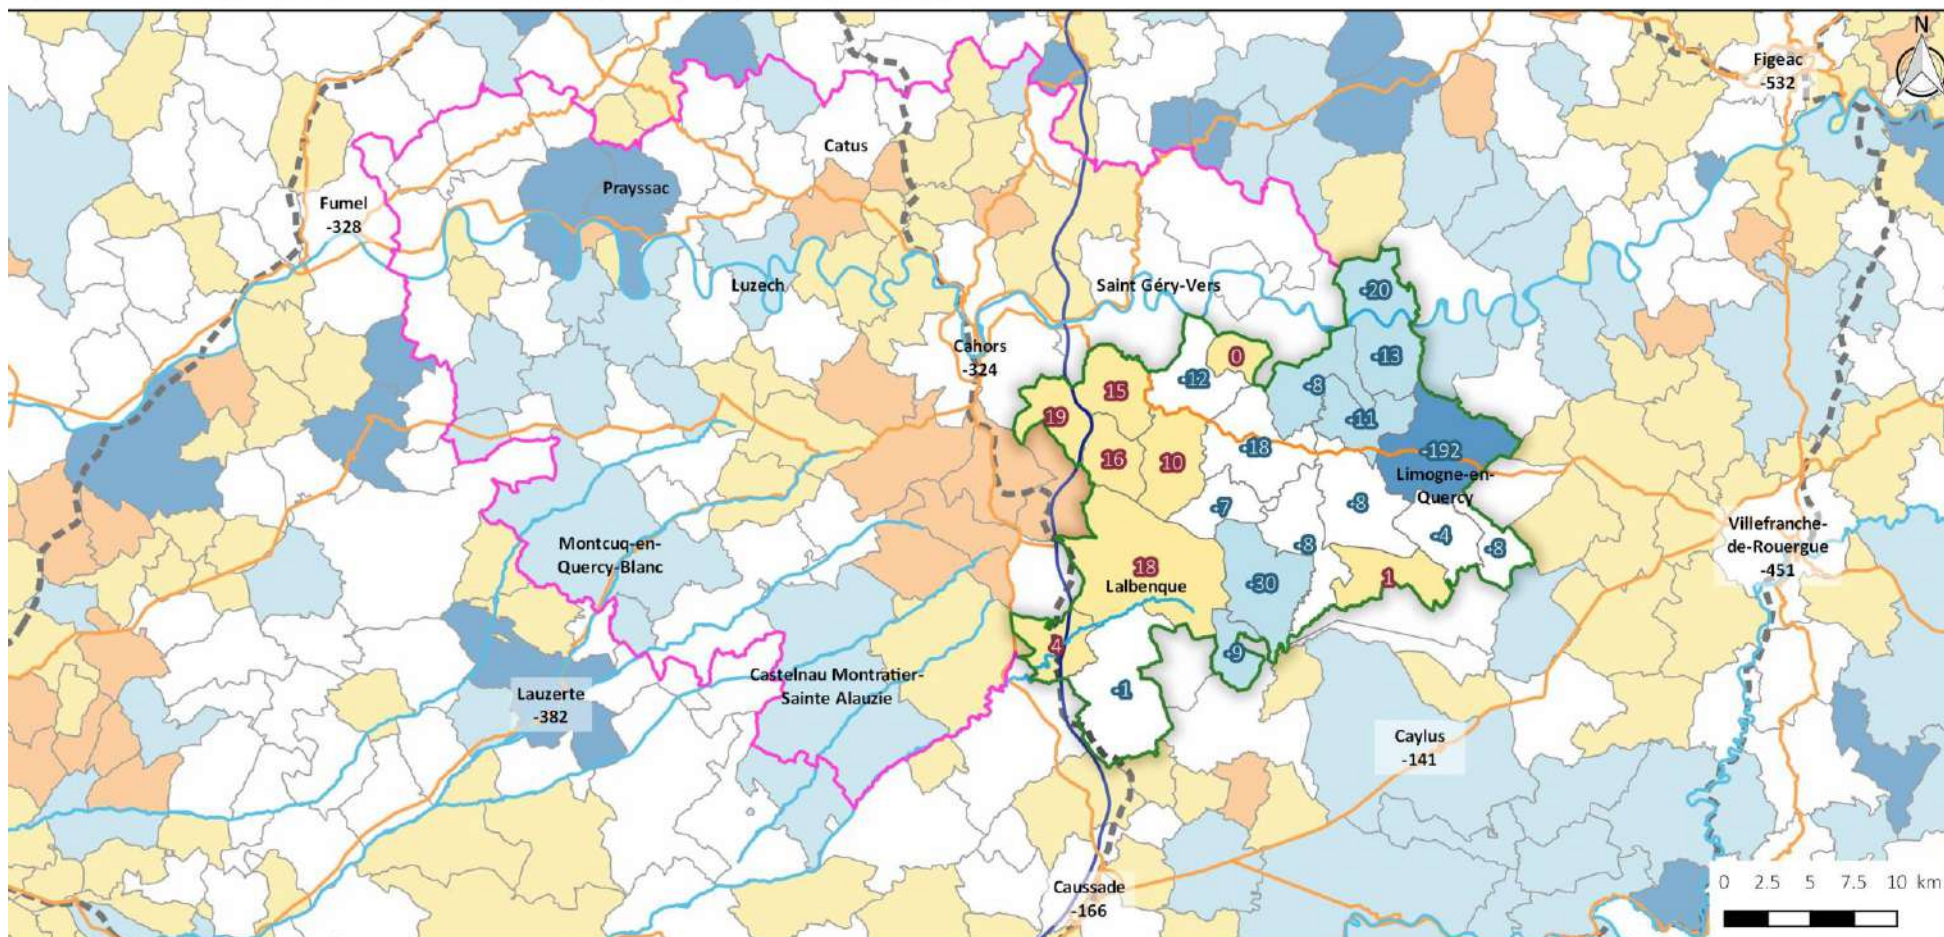 N
Figeac
-532
Catus
Prayssac
Fumel
-328
Luzech
Saint Géry-Vers
-20
Cahors
-324
0
-13
-12
15
-8
19
-11
16
10
-18
-192
Limogne-en-
Quercy
-7
-8
-4
-8
-8
Villefranche-
de-Rouergue
-451
Montcuq-en-
Quercy-Blanc
18
Lalbenque
-30
1
4
-9
Castelnau Montratier-
Sainte Alauzie
-1
Lauzerte
-382
Caylus
-141
Caussade
-166
0 2.5 5 7.5 10 km